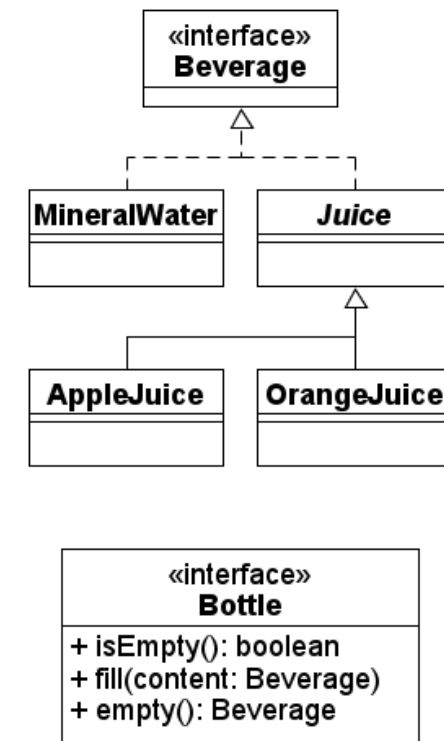 «interface»
Beverage
MineralWater
Juice
AppleJuice
OrangeJuice
«interface»
Bottle
+ isEmpty(): boolean
+ fill(content: Beverage)
+ empty(): Beverage